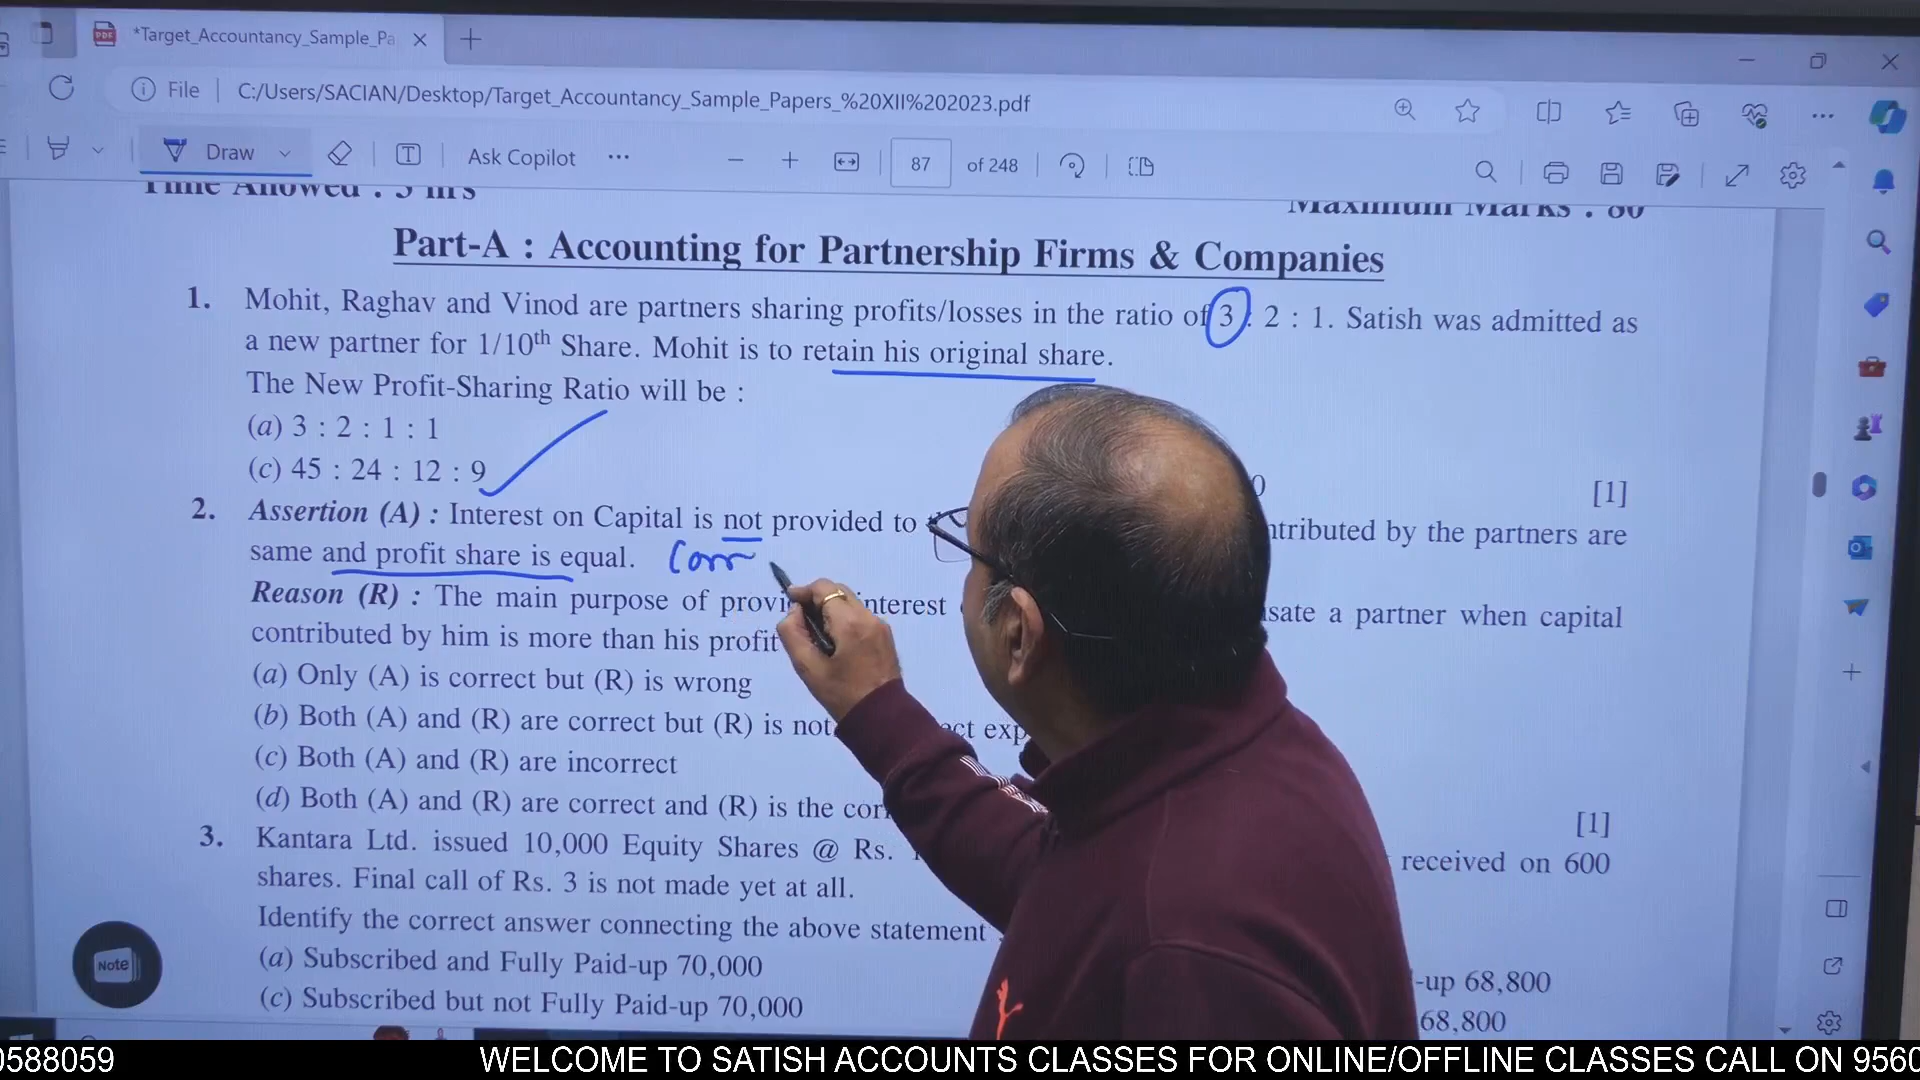 *Target_Accountancy_Sample_Pa
File C:/Users/SACIAN/Desktop/Target_Accountancy_Sample_Papers_%20XII%202023.pdf
Draw Ask Copilot 87 of 248
Time Allowed : 3 hrs Maximum Marks : 80
Part-A : Accounting for Partnership Firms & Companies
1. Mohit, Raghav and Vinod are partners sharing profits/losses in the ratio of 3 : 2 : 1. Satish was admitted as
a new partner for 1/10th Share. Mohit is to retain his original share.
The New Profit-Sharing Ratio will be :
(a) 3 : 2 : 1 : 1
(c) 45 : 24 : 12 : 9 0 [1]
2. Assertion (A) : Interest on Capital is not provided to ntributed by the partners are
same and profit share is equal. Corr
Reason (R) : The main purpose of provi interest sate a partner when capital
contributed by him is more than his profit
(a) Only (A) is correct but (R) is wrong
(b) Both (A) and (R) are correct but (R) is not ect exp
(c) Both (A) and (R) are incorrect
(d) Both (A) and (R) are correct and (R) is the cor [1]
3. Kantara Ltd. issued 10,000 Equity Shares @ Rs. received on 600
shares. Final call of Rs. 3 is not made yet at all.
Identify the correct answer connecting the above statement
(a) Subscribed and Fully Paid-up 70,000 -up 68,800
(c) Subscribed but not Fully Paid-up 70,000 68,800
Note
0588059 WELCOME TO SATISH ACCOUNTS CLASSES FOR ONLINE/OFFLINE CLASSES CALL ON 9560